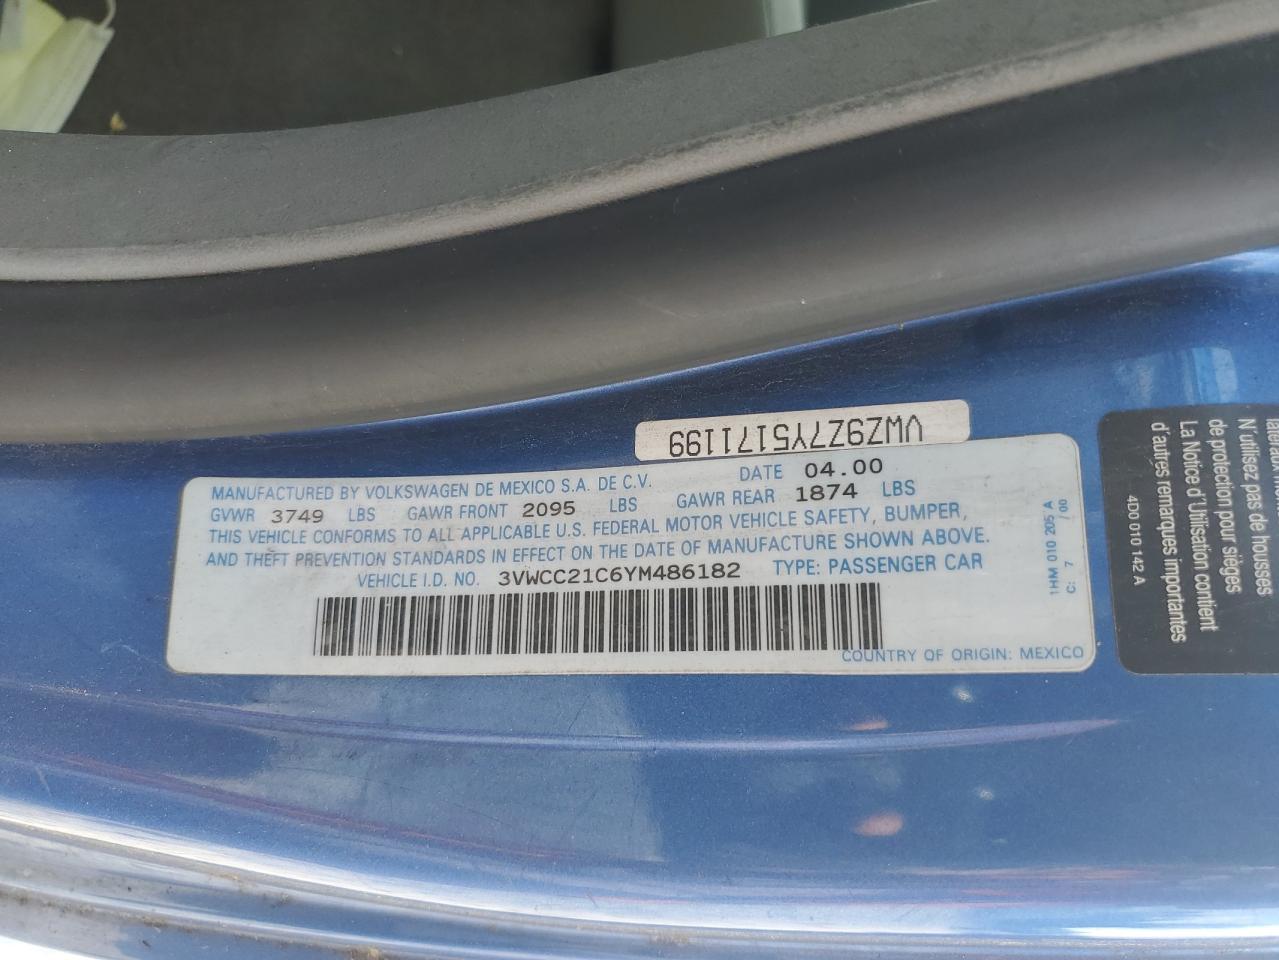 VWZ9Z7Y5171199
DATE 04.00
MANUFACTURED BY VOLKSWAGEN DE MEXICO S.A. DE C.V.
GVWR 3749 LBS GAWR FRONT 2095 LBS GAWR REAR 1874 LBS
THIS VEHICLE CONFORMS TO ALL APPLICABLE U.S. FEDERAL MOTOR VEHICLE SAFETY, BUMPER,
AND THEFT PREVENTION STANDARDS IN EFFECT ON THE DATE OF MANUFACTURE SHOWN ABOVE.
VEHICLE I.D. NO. 3VWCC21C6YM486182 TYPE: PASSENGER CAR
COUNTRY OF ORIGIN: MEXICO
1HM 010 205 A
C: 7 / 00
N'utilisez pas de housses
de protection pour sièges
La Notice d'Utilisation contient
d'autres remarques importantes
4D0 010 142 A